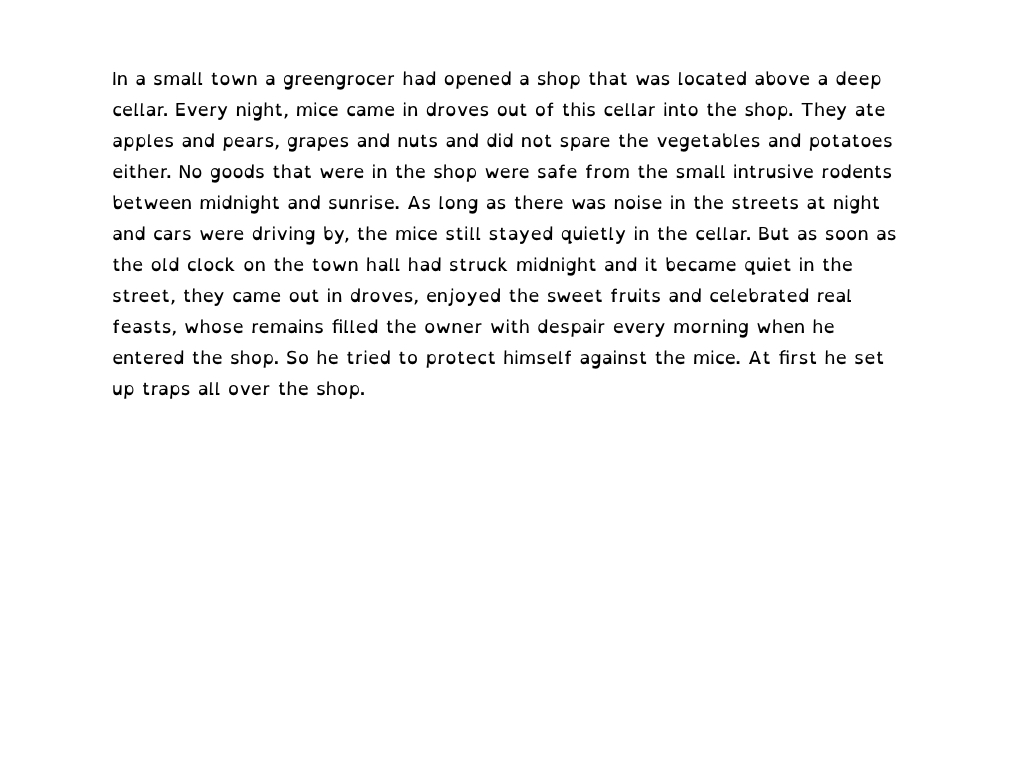 In a small town a greengrocer had opened a shop that was located above a deep
cellar. Every night, mice came in droves out of this cellar into the shop. They ate
apples and pears, grapes and nuts and did not spare the vegetables and potatoes
either. No goods that were in the shop were safe from the small intrusive rodents
between midnight and sunrise. As long as there was noise in the streets at night
and cars were driving by, the mice still stayed quietly in the cellar. But as soon as
the old clock on the town hall had struck midnight and it became quiet in the
street, they came out in droves, enjoyed the sweet fruits and celebrated real
feasts, whose remains filled the owner with despair every morning when he
entered the shop. So he tried to protect himself against the mice. At first he set
up traps all over the shop.